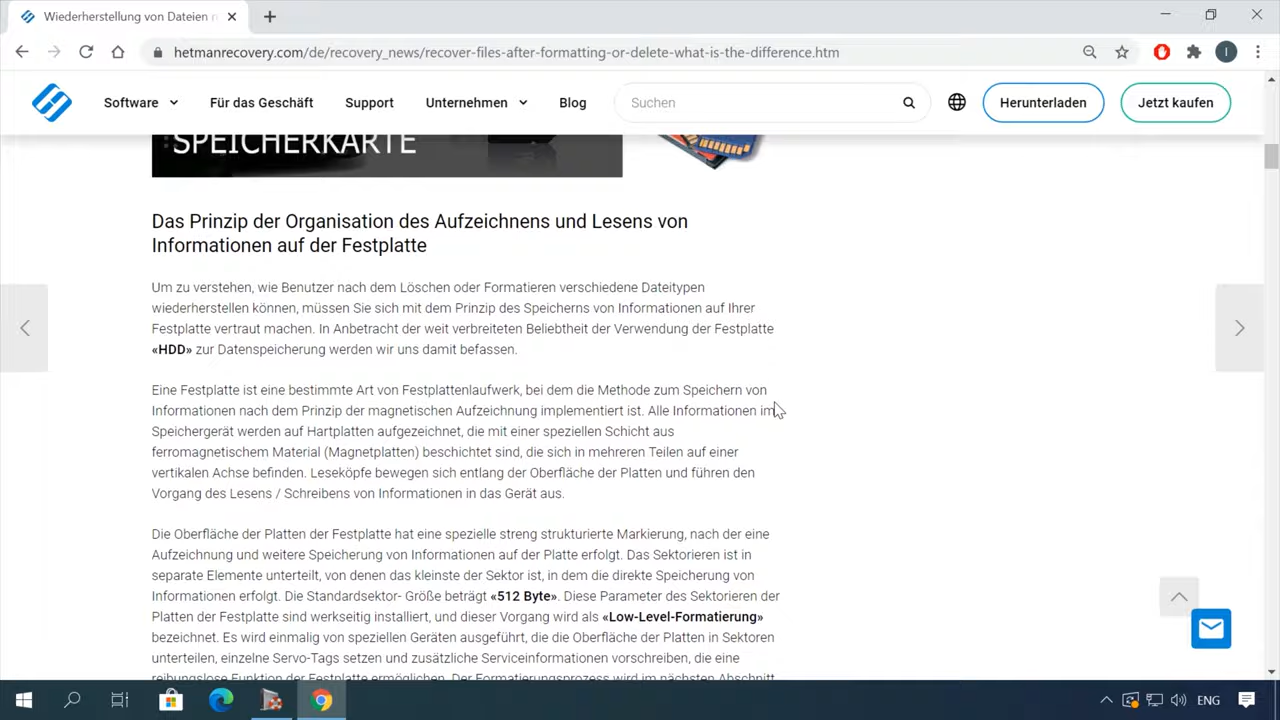 Wiederherstellung von Dateien n
hetmanrecovery.com/de/recovery_news/recover-files-after-formatting-or-delete-what-is-the-difference.htm
I
Software
Für das Geschäft
Support
Unternehmen
Blog
Suchen
Herunterladen
Jetzt kaufen
SPEICHERKARTE
Das Prinzip der Organisation des Aufzeichnens und Lesens von
Informationen auf der Festplatte
Um zu verstehen, wie Benutzer nach dem Löschen oder Formatieren verschiedene Dateitypen
wiederherstellen können, müssen Sie sich mit dem Prinzip des Speicherns von Informationen auf Ihrer
Festplatte vertraut machen. In Anbetracht der weit verbreiteten Beliebtheit der Verwendung der Festplatte
«HDD» zur Datenspeicherung werden wir uns damit befassen.
Eine Festplatte ist eine bestimmte Art von Festplattenlaufwerk, bei dem die Methode zum Speichern von
Informationen nach dem Prinzip der magnetischen Aufzeichnung implementiert ist. Alle Informationen im
Speichergerät werden auf Hartplatten aufgezeichnet, die mit einer speziellen Schicht aus
ferromagnetischem Material (Magnetplatten) beschichtet sind, die sich in mehreren Teilen auf einer
vertikalen Achse befinden. Leseköpfe bewegen sich entlang der Oberfläche der Platten und führen den
Vorgang des Lesens / Schreibens von Informationen in das Gerät aus.
Die Oberfläche der Platten der Festplatte hat eine spezielle streng strukturierte Markierung, nach der eine
Aufzeichnung und weitere Speicherung von Informationen auf der Platte erfolgt. Das Sektorieren ist in
separate Elemente unterteilt, von denen das kleinste der Sektor ist, in dem die direkte Speicherung von
Informationen erfolgt. Die Standardsektor- Größe beträgt «512 Byte». Diese Parameter des Sektorieren der
Platten der Festplatte sind werkseitig installiert, und dieser Vorgang wird als «Low-Level-Formatierung»
bezeichnet. Es wird einmalig von speziellen Geräten ausgeführt, die die Oberfläche der Platten in Sektoren
unterteilen, einzelne Servo-Tags setzen und zusätzliche Serviceinformationen vorschreiben, die eine
reibungslose Funktion der Festplatte ermöglichen. Der Formatierungsprozess wird im nächsten Abschnitt
ENG